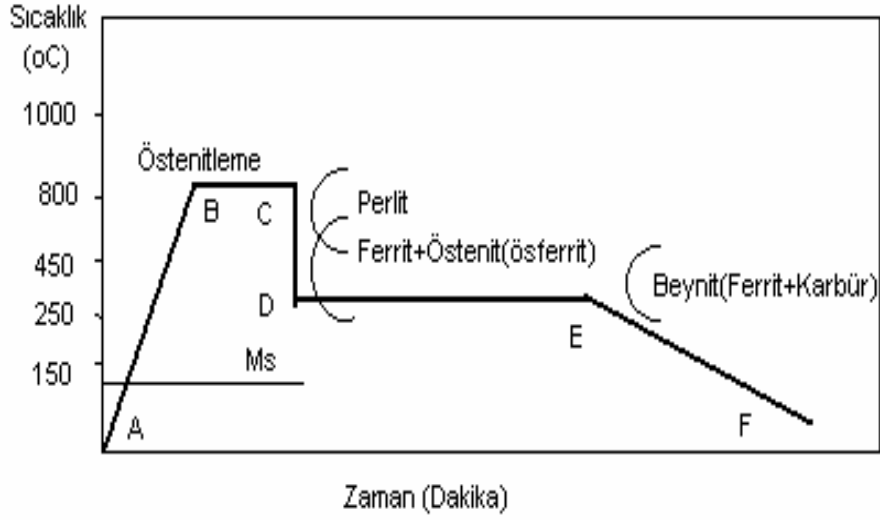 Sıcaklık
(oC)
1000
Östenitleme
800
B
C
Perlit
Ferrit+Östenit(ösferrit)
450
Beynit(Ferrit+Karbür)
250
D
E
Ms
150
A
F
Zaman (Dakika)